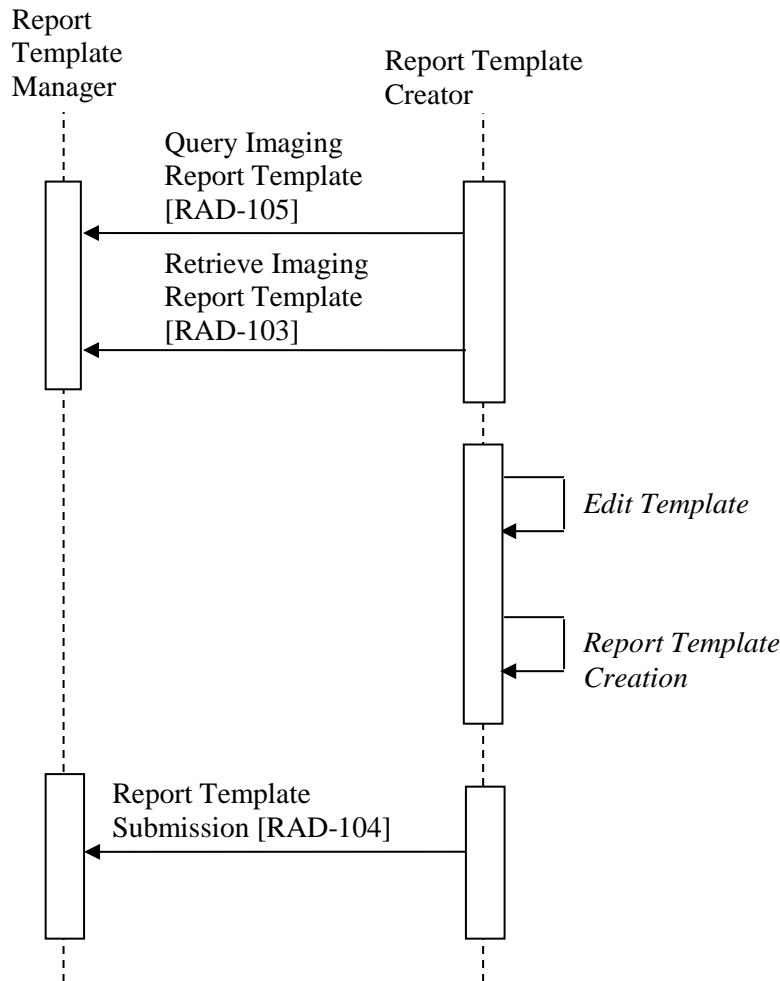 Report
Template
Manager
Report Template
Creator
Query Imaging
Report Template
[RAD-105]
Retrieve Imaging
Report Template
[RAD-103]
Edit Template
Report Template
Creation
Report Template
Submission [RAD-104]